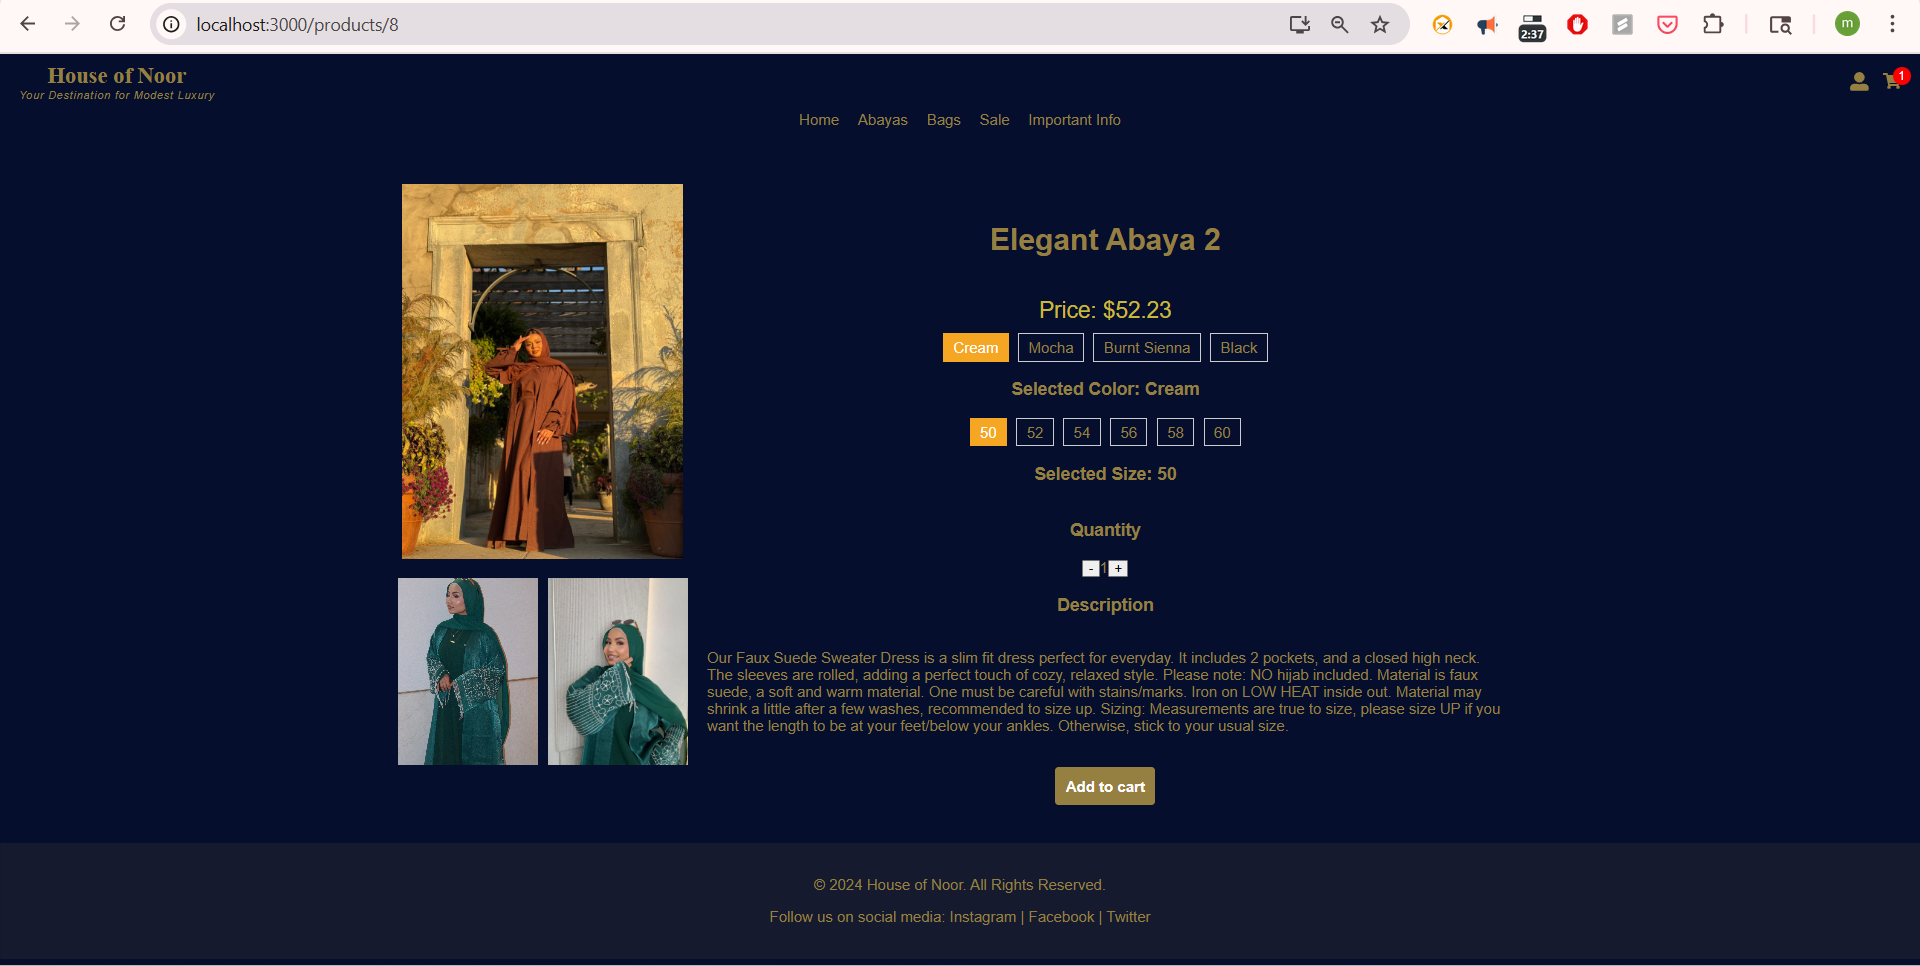 localhost:3000/products/8
2:37
m
House of Noor
Your Destination for Modest Luxury
1
Home Abayas Bags Sale Important Info
Elegant Abaya 2
Price: $52.23
Cream Mocha Burnt Sienna Black
Selected Color: Cream
50 52 54 56 58 60
Selected Size: 50
Quantity
- 1 +
Description
Our Faux Suede Sweater Dress is a slim fit dress perfect for everyday. It includes 2 pockets, and a closed high neck.
The sleeves are rolled, adding a perfect touch of cozy, relaxed style. Please note: NO hijab included. Material is faux
suede, a soft and warm material. One must be careful with stains/marks. Iron on LOW HEAT inside out. Material may
shrink a little after a few washes, recommended to size up. Sizing: Measurements are true to size, please size UP if you
want the length to be at your feet/below your ankles. Otherwise, stick to your usual size.
Add to cart
© 2024 House of Noor. All Rights Reserved.
Follow us on social media: Instagram | Facebook | Twitter